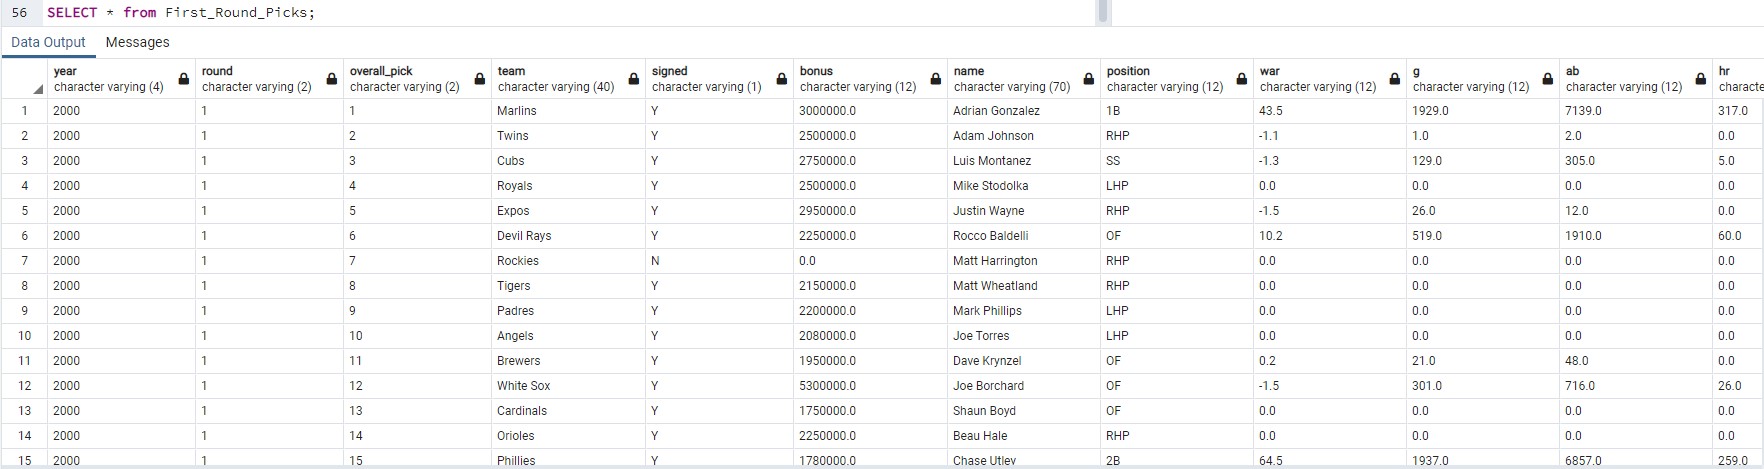 56 SELECT * from First_Round_Picks;
Data Output Messages
year round overall_pick team signed bonus name position war g ab hr
character varying (4) character varying (2) character varying (2) character varying (40) character varying (1) character varying (12) character varying (70) character varying (12) character varying (12) character varying (12) character varying (12) characte
1 2000 1 1 Marlins Y 3000000.0 Adrian Gonzalez 1B 43.5 1929.0 7139.0 317.0
2 2000 1 2 Twins Y 2500000.0 Adam Johnson RHP -1.1 1.0 2.0 0.0
3 2000 1 3 Cubs Y 2750000.0 Luis Montanez SS -1.3 129.0 305.0 5.0
4 2000 1 4 Royals Y 2500000.0 Mike Stodolka LHP 0.0 0.0 0.0 0.0
5 2000 1 5 Expos Y 2950000.0 Justin Wayne RHP -1.5 26.0 12.0 0.0
6 2000 1 6 Devil Rays Y 2250000.0 Rocco Baldelli OF 10.2 519.0 1910.0 60.0
7 2000 1 7 Rockies N 0.0 Matt Harrington RHP 0.0 0.0 0.0 0.0
8 2000 1 8 Tigers Y 2150000.0 Matt Wheatland RHP 0.0 0.0 0.0 0.0
9 2000 1 9 Padres Y 2200000.0 Mark Phillips LHP 0.0 0.0 0.0 0.0
10 2000 1 10 Angels Y 2080000.0 Joe Torres LHP 0.0 0.0 0.0 0.0
11 2000 1 11 Brewers Y 1950000.0 Dave Krynzel OF 0.2 21.0 48.0 0.0
12 2000 1 12 White Sox Y 5300000.0 Joe Borchard OF -1.5 301.0 716.0 26.0
13 2000 1 13 Cardinals Y 1750000.0 Shaun Boyd OF 0.0 0.0 0.0 0.0
14 2000 1 14 Orioles Y 2250000.0 Beau Hale RHP 0.0 0.0 0.0 0.0
15 2000 1 15 Phillies Y 1780000.0 Chase Utley 2B 64.5 1937.0 6857.0 259.0